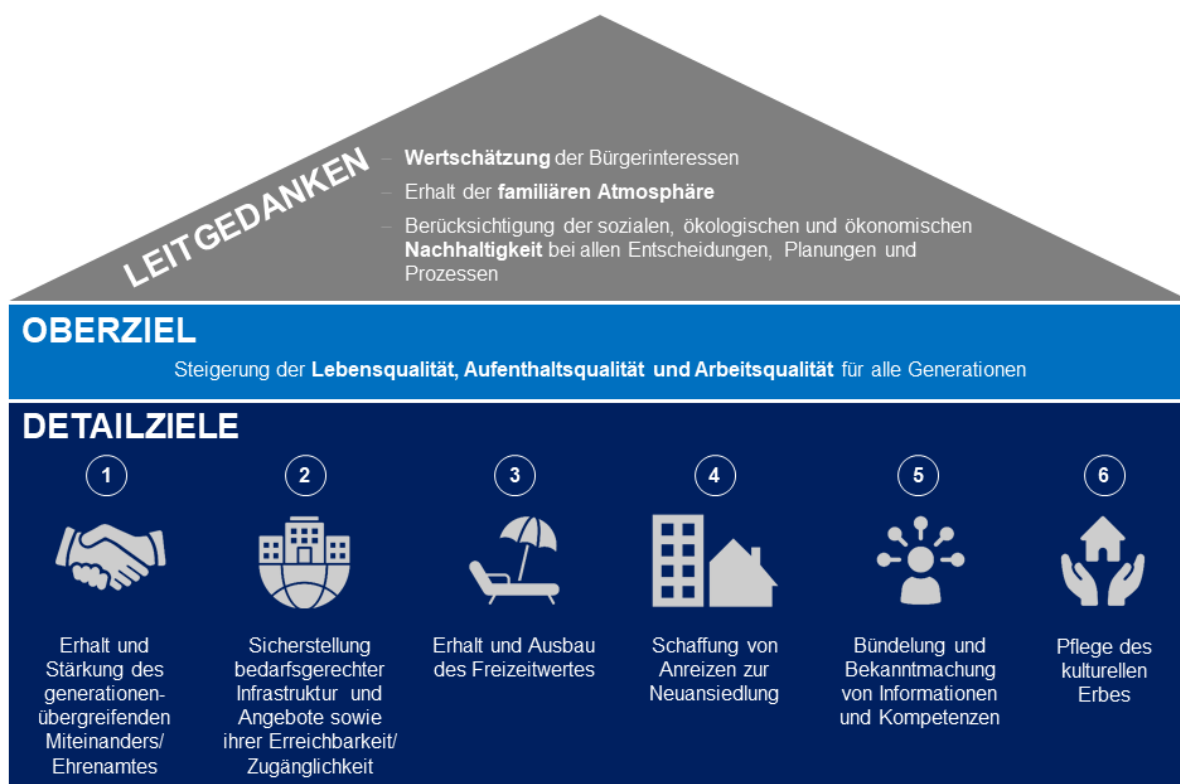 LEITGEDANKEN
– Wertschätzung der Bürgerinteressen
– Erhalt der familiären Atmosphäre
– Berücksichtigung der sozialen, ökologischen und ökonomischen
Nachhaltigkeit bei allen Entscheidungen, Planungen und
Prozessen
OBERZIEL
Steigerung der Lebensqualität, Aufenthaltsqualität und Arbeitsqualität für alle Generationen
DETAILZIELE
1
Erhalt und
Stärkung des
generationen-
übergreifenden
Miteinanders/
Ehrenamtes
2
Sicherstellung
bedarfsgerechter
Infrastruktur und
Angebote sowie
ihrer Erreichbarkeit/
Zugänglichkeit
3
Erhalt und Ausbau
des Freizeitwertes
4
Schaffung von
Anreizen zur
Neuansiedlung
5
Bündelung und
Bekanntmachung
von Informationen
und Kompetenzen
6
Pflege des
kulturellen
Erbes